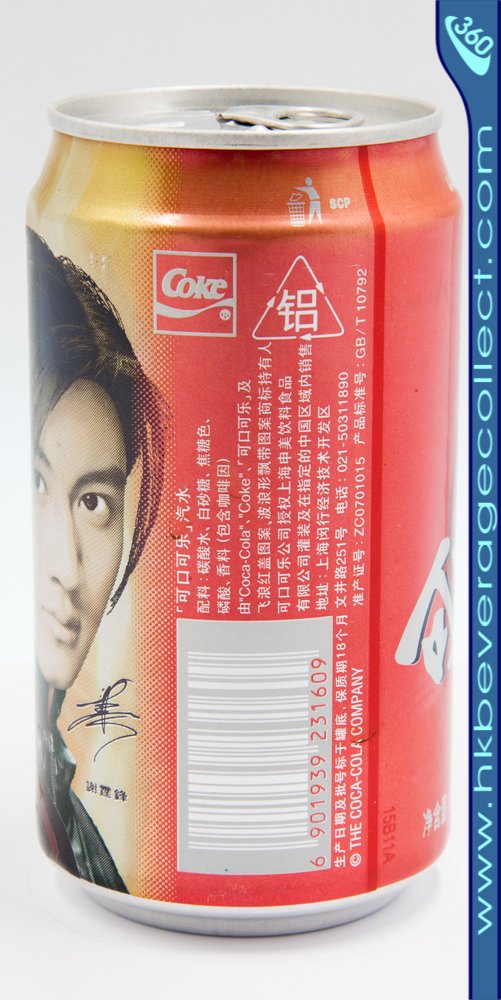 360
www.hkbeveragecollect.com
SCP
Coke
®
铝
「可口可乐」汽水
配料：碳酸水、白砂糖、焦糖色、
磷酸、香料（包含咖啡因）
由"Coca-Cola"、"Coke"、「可口可乐」及
飞浪红盖图案、波浪形飘带图案商标持有人
可口可乐公司授权上海申美饮料食品
有限公司灌装及在指定的中国区域内销售
地址：上海闵行经济技术开发区
文井路251号 电话：021-50311890
准产证号：ZC0701015 产品标准号：GB/T 10792
生产日期及批号标于罐底，保质期18个月
© THE COCA-COLA COMPANY
6 901939 231609
15B11A
净含量
謝霆鋒